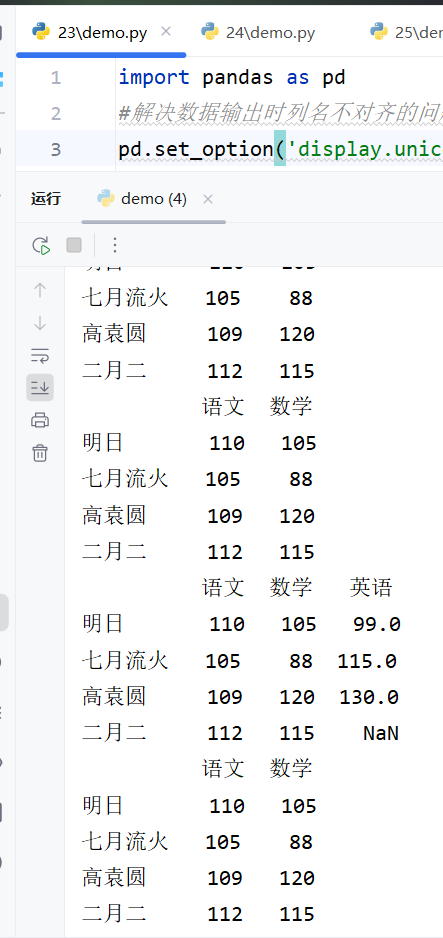 23\demo.py 24\demo.py 25\de
1 import pandas as pd
2 #解决数据输出时列名不对齐的问
3 pd.set_option('display.unic
运行 demo (4)
明日 110 105
七月流火 105 88
高袁圆 109 120
二月二 112 115
语文 数学
明日 110 105
七月流火 105 88
高袁圆 109 120
二月二 112 115
语文 数学 英语
明日 110 105 99.0
七月流火 105 88 115.0
高袁圆 109 120 130.0
二月二 112 115 NaN
语文 数学
明日 110 105
七月流火 105 88
高袁圆 109 120
二月二 112 115